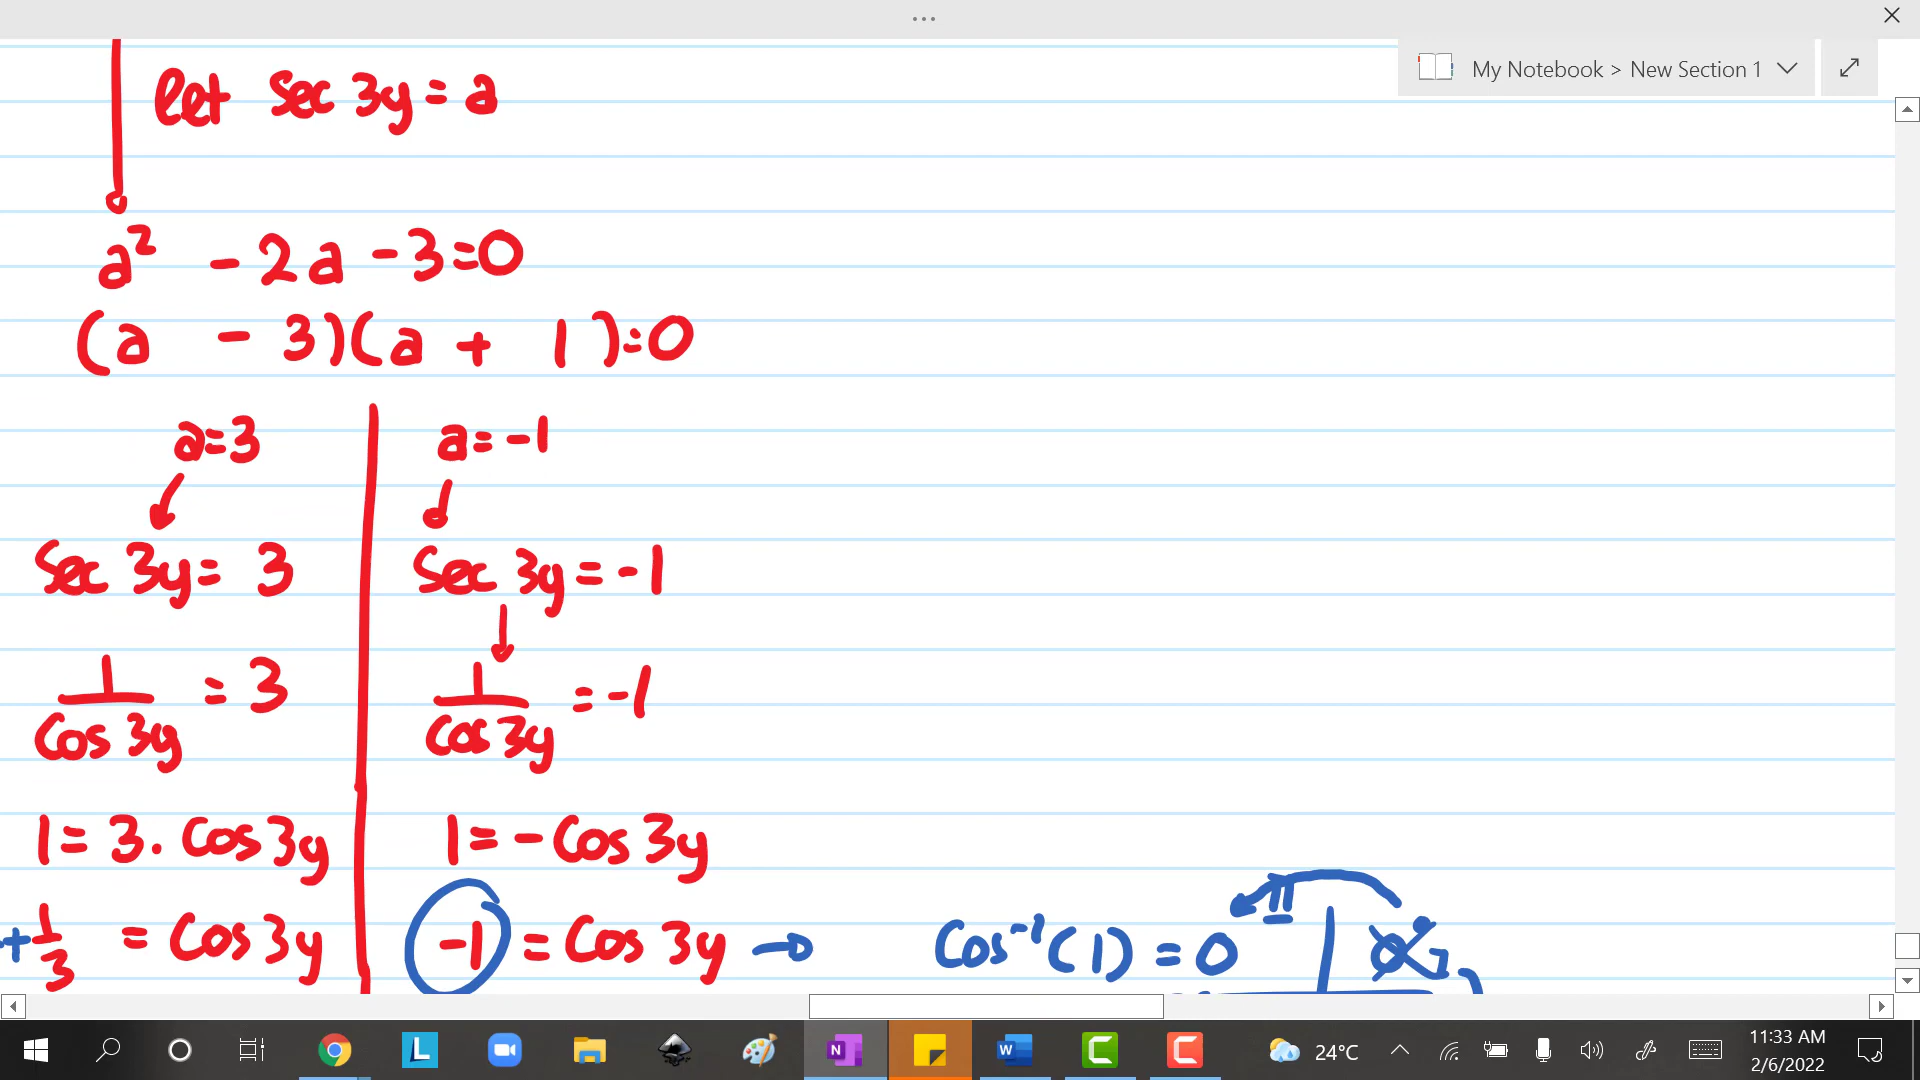 ...
My Notebook > New Section 1
let sec 3y = a
a² - 2a - 3 = 0
(a - 3)(a + 1) = 0
a = 3
a = -1
sec 3y = 3
sec 3y = -1
1/cos 3y = 3
1/cos 3y = -1
1 = 3 . cos 3y
1 = - cos 3y
+ 1/3 = cos 3y
-1 = cos 3y → cos⁻¹(1) = 0
II
24°C
11:33 AM
2/6/2022